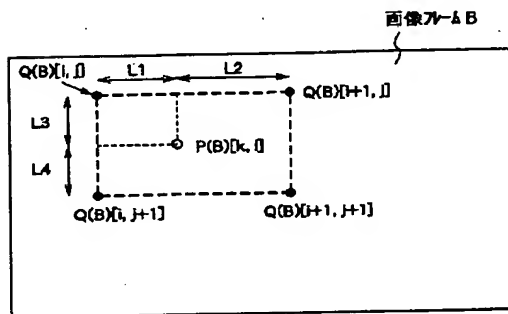 画像フレームB
Q(B)[i, j]
L1
L2
Q(B)[i+1, j]
L3
P(B)[k, l]
L4
Q(B)[i, j+1]
Q(B)[i+1, j+1]